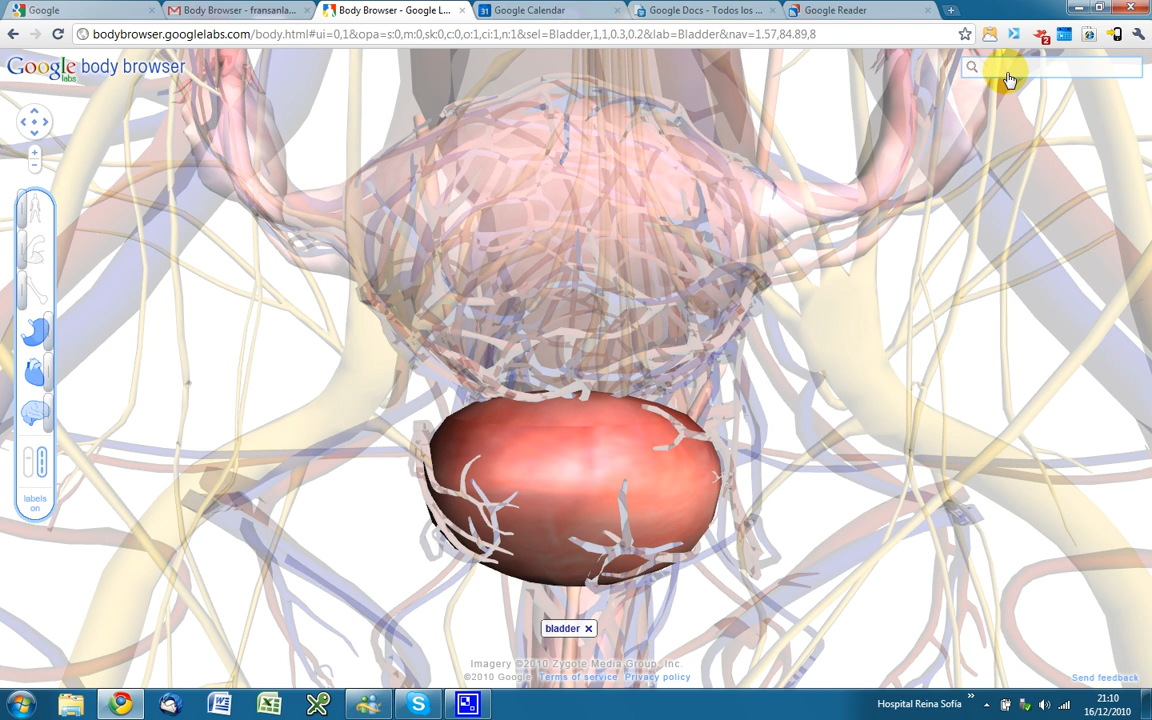 Google
Body Browser - fransanla...
Body Browser - Google L...
31
Google Calendar
Google Docs - Todos los ...
Google Reader
bodybrowser.googlelabs.com/body.html#ui=0,1&opa=s:0,m:0,sk:0,c:0,o:1,ci:1,n:1&sel=Bladder,1,1,0.3,0.2&lab=Bladder&nav=1.57,84.89,8
2
Google body browser
labs
labels
on
bladder
Imagery ©2010 Zygote Media Group, Inc.
©2010 Google Terms of service Privacy policy
Send feedback
Hospital Reina Sofía
»
21:10
16/12/2010